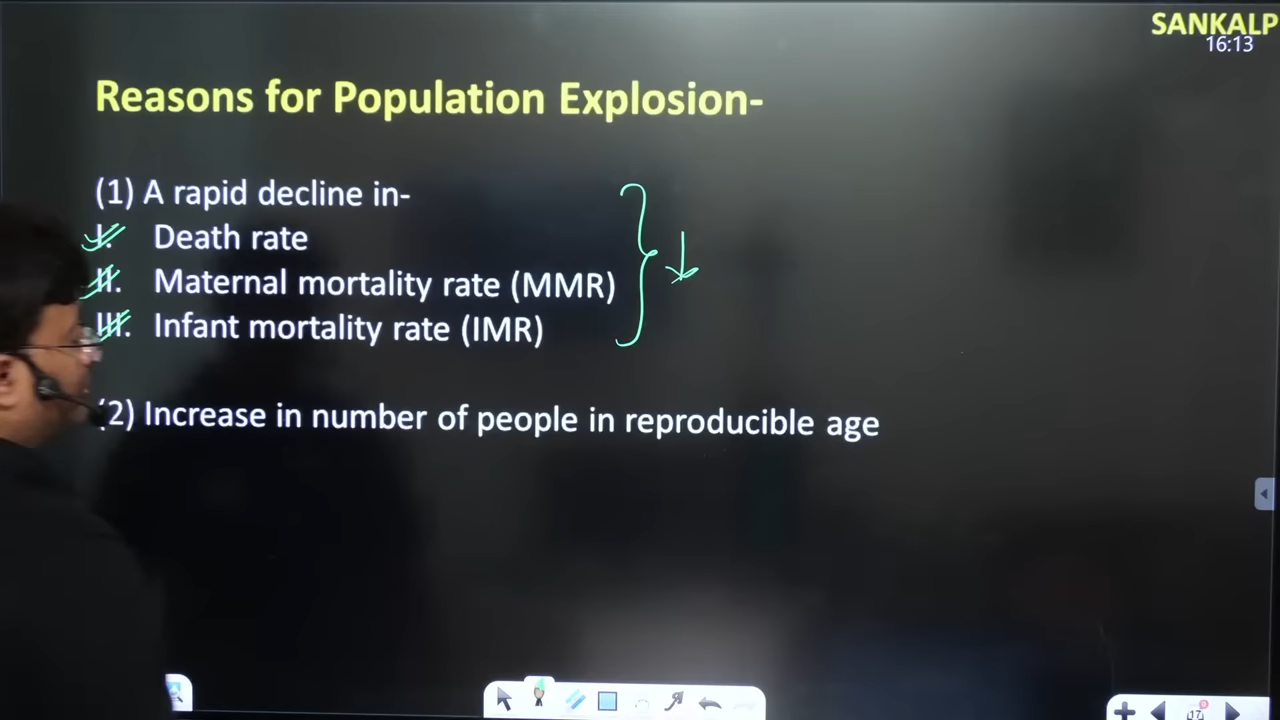 SANKALP
16:13
Reasons for Population Explosion-
(1) A rapid decline in-
I. Death rate
II. Maternal mortality rate (MMR)
III. Infant mortality rate (IMR)
(2) Increase in number of people in reproducible age
17